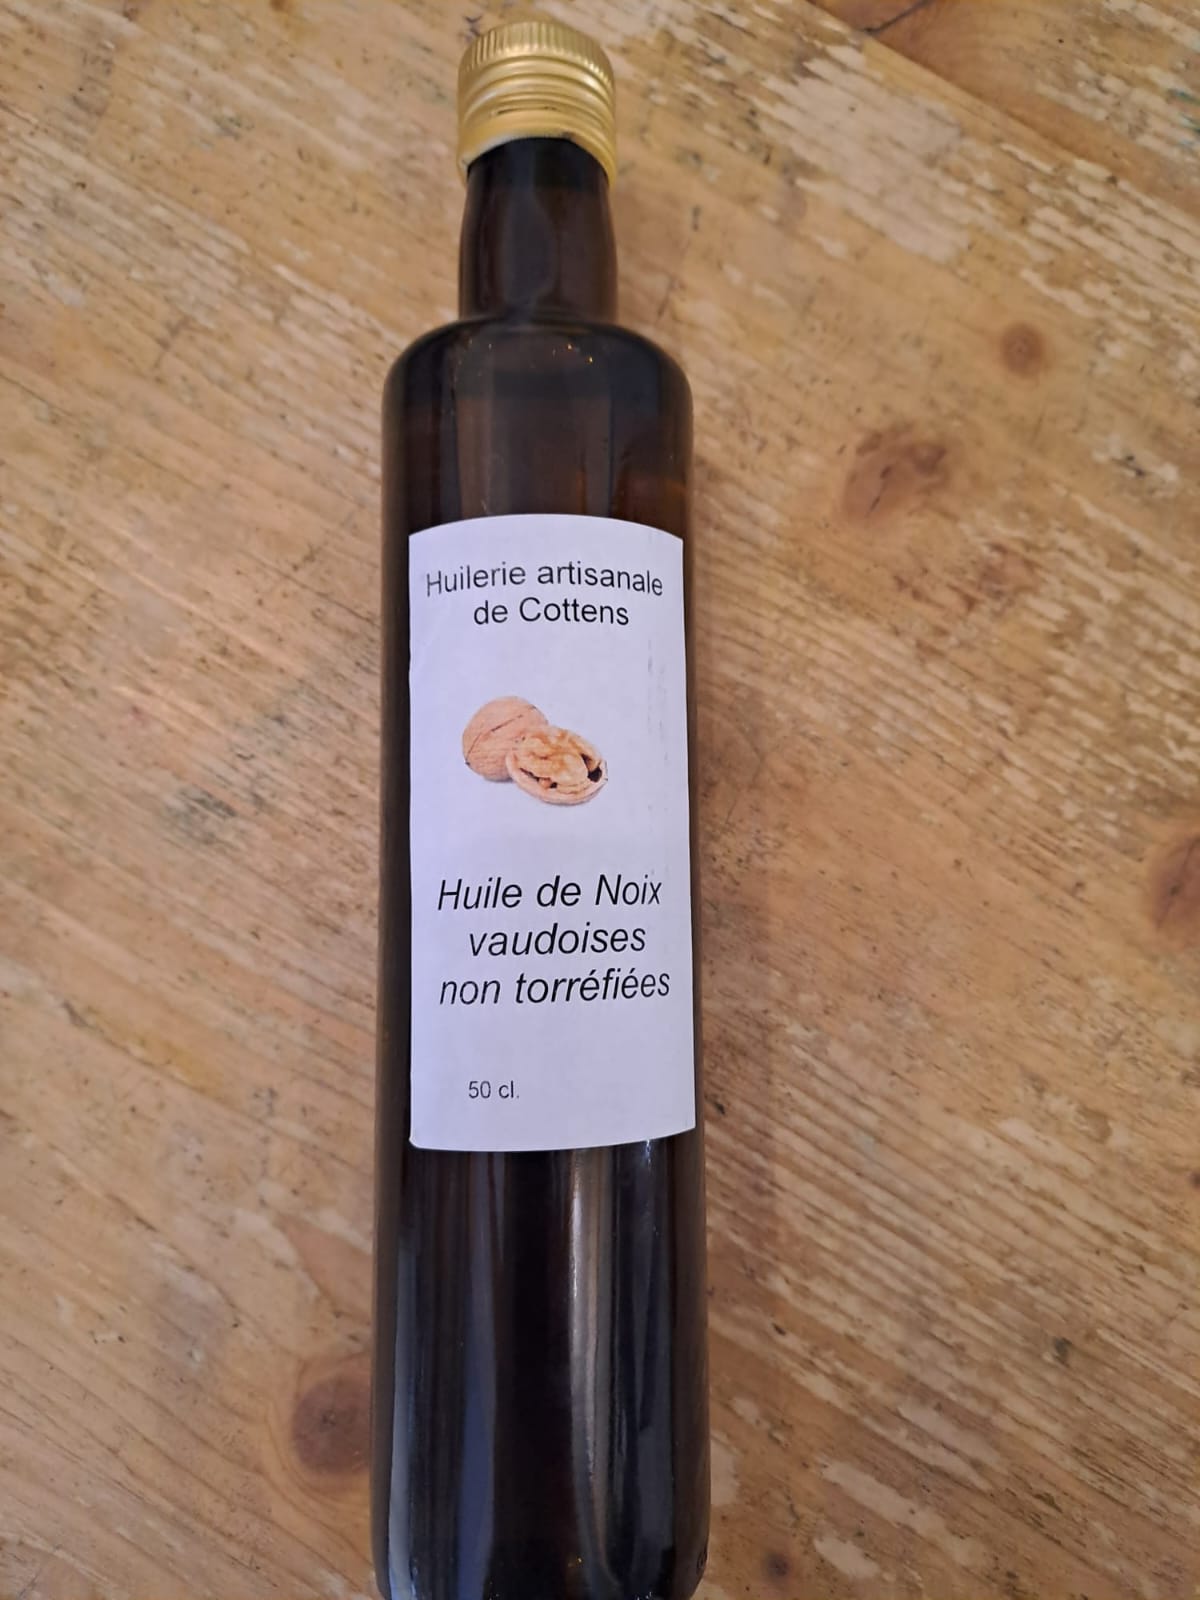 Huilerie artisanale
de Cottens
Huile de Noix
vaudoises
non torréfiées
50 cl.